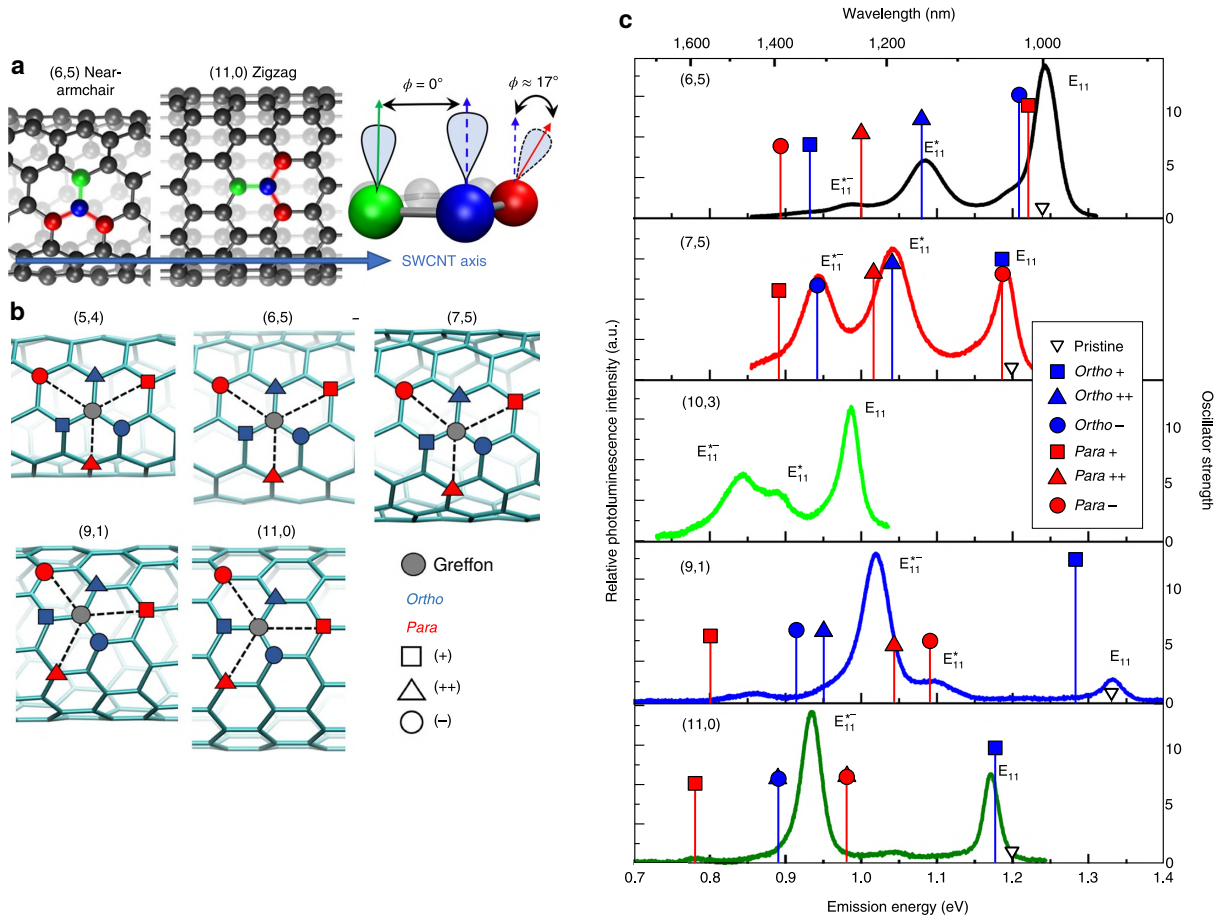 a
(6,5) Near-
armchair
(11,0) Zigzag
ϕ = 0°
ϕ ≈ 17°
SWCNT axis
b
(5,4)
(6,5)
–
(7,5)
(9,1)
(11,0)
Greffon
Ortho
Para
(+)
(++)
(–)
c
Wavelength (nm)
1,600
1,400
1,200
1,000
(6,5)
E11
E*11
E*–11
10
5
0
(7,5)
E*–11
E*11
E11
10
5
0
Pristine
Ortho +
Ortho ++
Ortho –
Para +
Para ++
Para –
(10,3)
E11
E*–11
E*11
10
5
0
(9,1)
E*–11
E*11
E11
10
5
0
(11,0)
E*–11
E11
10
5
0
0.7
0.8
0.9
1.0
1.1
1.2
1.3
1.4
Emission energy (eV)
Relative photoluminescence intensity (a.u.)
Oscillator strength